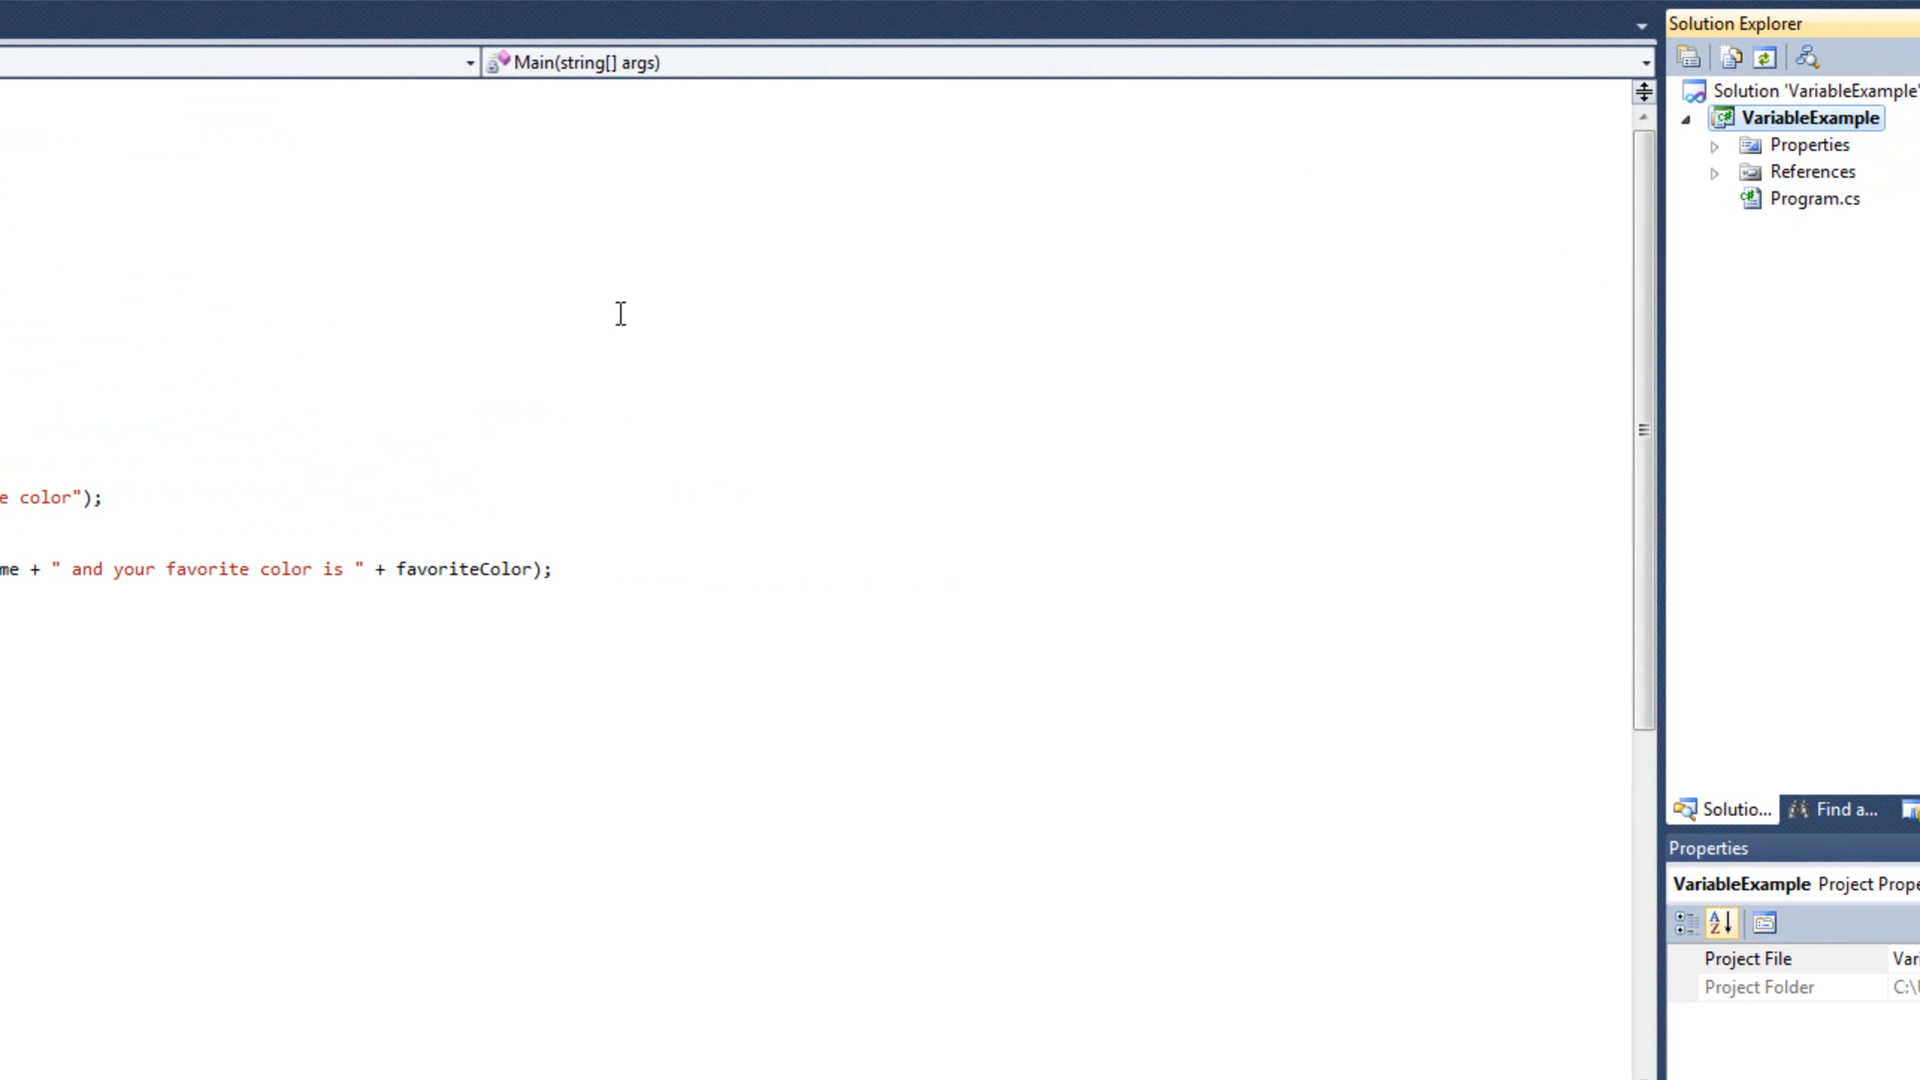 Main(string[] args)
e color");
me + " and your favorite color is " + favoriteColor);
Solution Explorer
Solution 'VariableExample'
VariableExample
Properties
References
Program.cs
Solutio...
Find a...
Properties
VariableExample Project Prope
Project File Var
Project Folder C:\